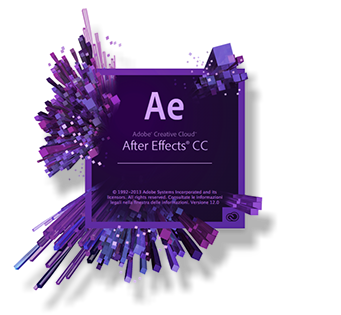 Ae
Adobe® Creative Cloud™
After Effects® CC
© 1992-2013 Adobe Systems Incorporated and its
licensors. All rights reserved. Consultate le informazioni
legali nella finestra delle informazioni. Versione 12.0